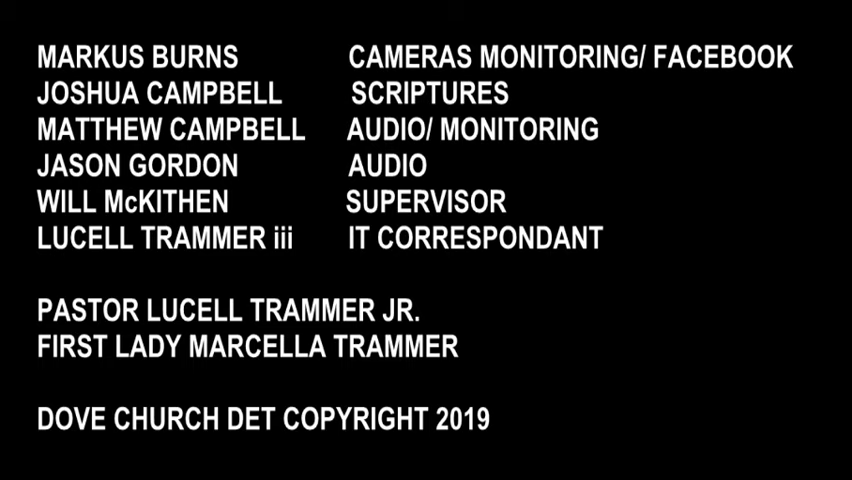 MARKUS BURNS CAMERAS MONITORING/ FACEBOOK
JOSHUA CAMPBELL SCRIPTURES
MATTHEW CAMPBELL AUDIO/ MONITORING
JASON GORDON AUDIO
WILL McKITHEN SUPERVISOR
LUCELL TRAMMER iii IT CORRESPONDANT
PASTOR LUCELL TRAMMER JR.
FIRST LADY MARCELLA TRAMMER
DOVE CHURCH DET COPYRIGHT 2019